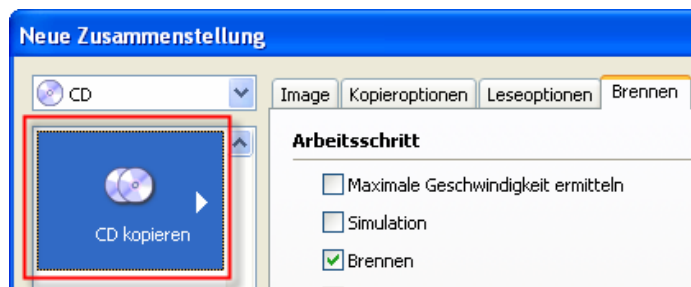 Neue Zusammenstellung
CD
Image Kopieroptionen Leseoptionen Brennen
Arbeitsschritt
Maximale Geschwindigkeit ermitteln
Simulation
CD kopieren
Brennen